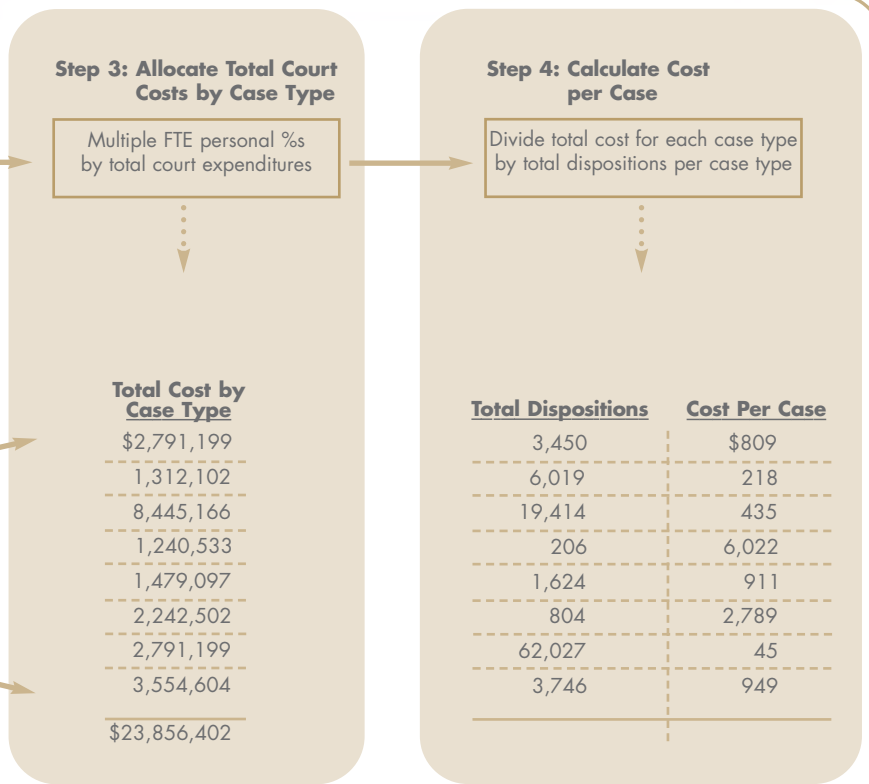 Step 3: Allocate Total Court
Costs by Case Type
Multiple FTE personal %s
by total court expenditures
Total Cost by
Case Type
$2,791,199
1,312,102
8,445,166
1,240,533
1,479,097
2,242,502
2,791,199
3,554,604
$23,856,402
Step 4: Calculate Cost
per Case
Divide total cost for each case type
by total dispositions per case type
Total Dispositions Cost Per Case
3,450 $809
6,019 218
19,414 435
206 6,022
1,624 911
804 2,789
62,027 45
3,746 949